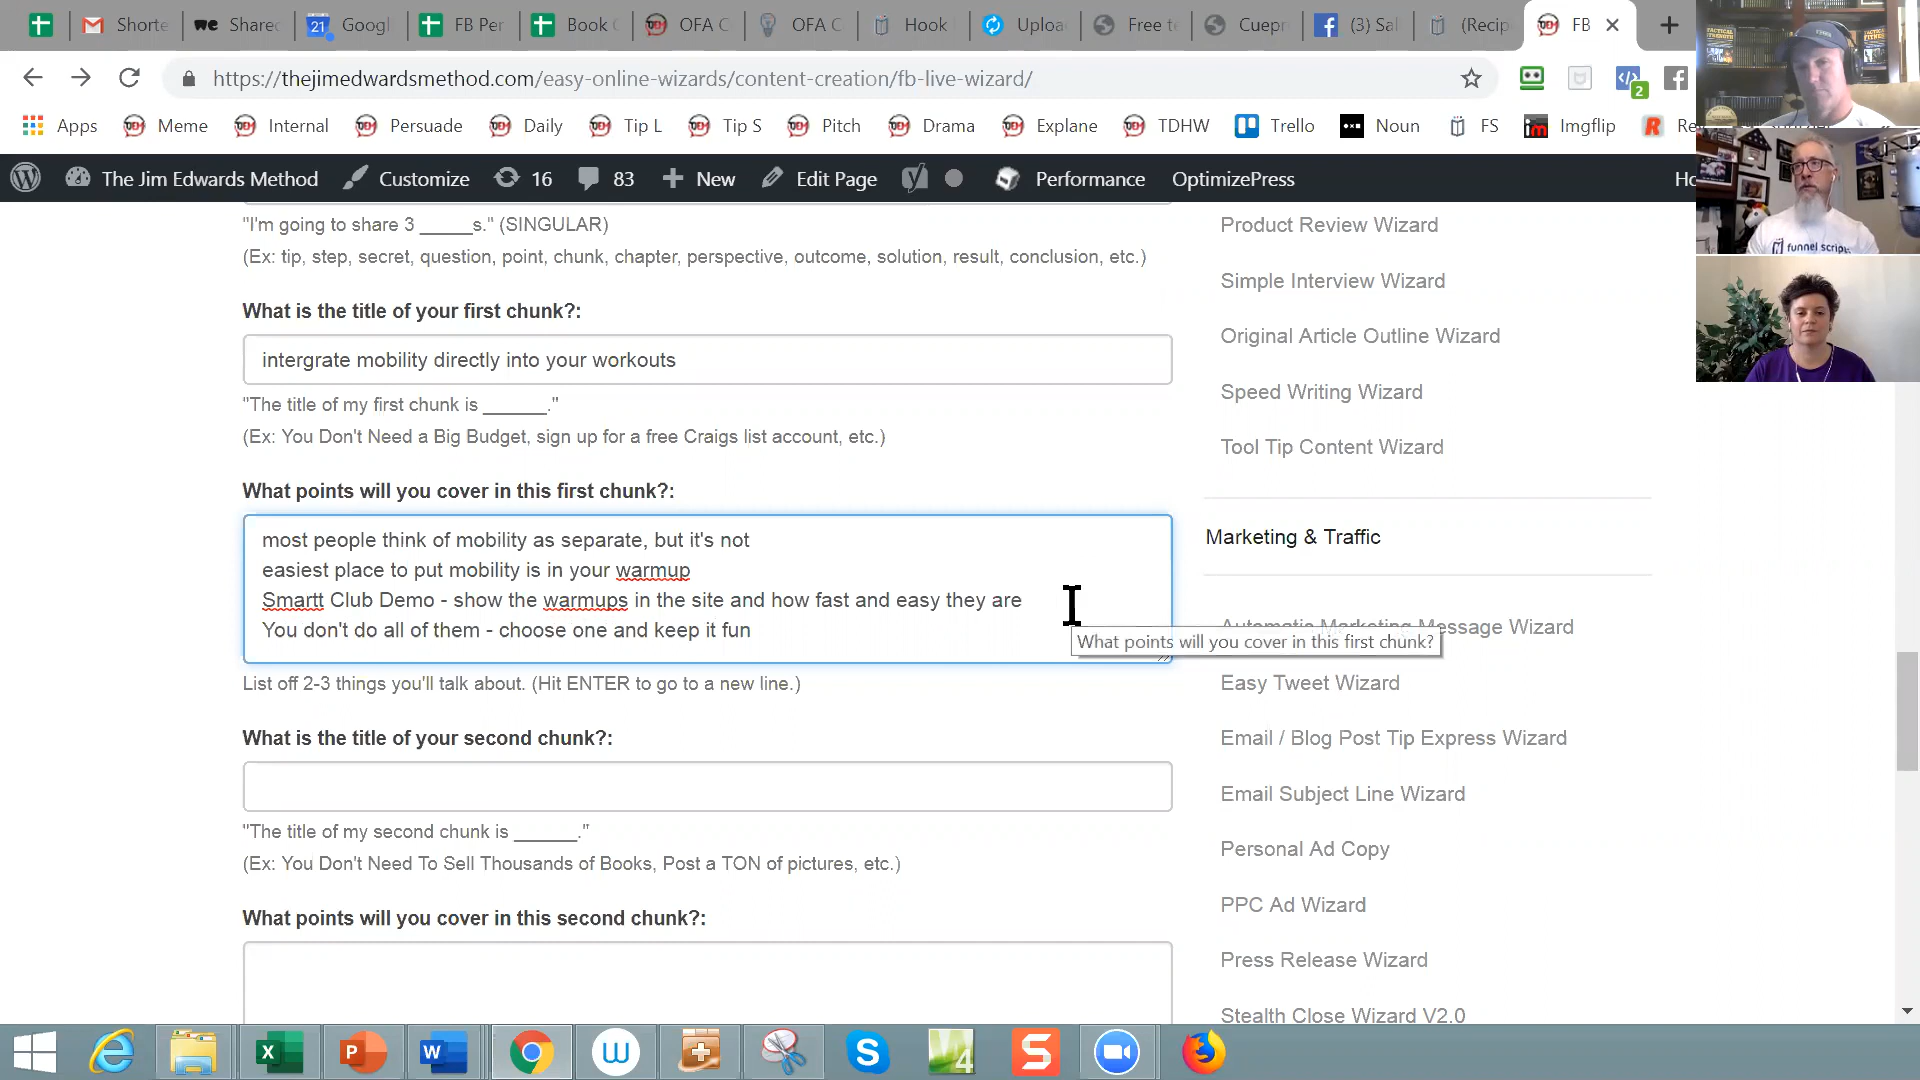 Shorte
Shared
21
Googl
FB Per
Book
OFA C
OFA C
Hook
Uploa
Free te
Cuepr
(3) Sal
(Recip
FB
https://thejimedwardsmethod.com/easy-online-wizards/content-creation/fb-live-wizard/
2
Apps
Meme
Internal
Persuade
Daily
Tip L
Tip S
Pitch
Drama
Explane
TDHW
Trello
Noun
FS
Imgflip
The Jim Edwards Method
Customize
16
83
New
Edit Page
Performance
OptimizePress
funnel scrip
"I'm going to share 3 _____s." (SINGULAR)
(Ex: tip, step, secret, question, point, chunk, chapter, perspective, outcome, solution, result, conclusion, etc.)
What is the title of your first chunk?:
intergrate mobility directly into your workouts
"The title of my first chunk is ______."
(Ex: You Don't Need a Big Budget, sign up for a free Craigs list account, etc.)
What points will you cover in this first chunk?:
most people think of mobility as separate, but it's not
easiest place to put mobility is in your warmup
Smartt Club Demo - show the warmups in the site and how fast and easy they are
You don't do all of them - choose one and keep it fun
What points will you cover in this first chunk?
List off 2-3 things you'll talk about. (Hit ENTER to go to a new line.)
What is the title of your second chunk?:
"The title of my second chunk is ______."
(Ex: You Don't Need To Sell Thousands of Books, Post a TON of pictures, etc.)
What points will you cover in this second chunk?:
Product Review Wizard
Simple Interview Wizard
Original Article Outline Wizard
Speed Writing Wizard
Tool Tip Content Wizard
Marketing & Traffic
Automatic Marketing Message Wizard
Easy Tweet Wizard
Email / Blog Post Tip Express Wizard
Email Subject Line Wizard
Personal Ad Copy
PPC Ad Wizard
Press Release Wizard
Stealth Close Wizard V2.0